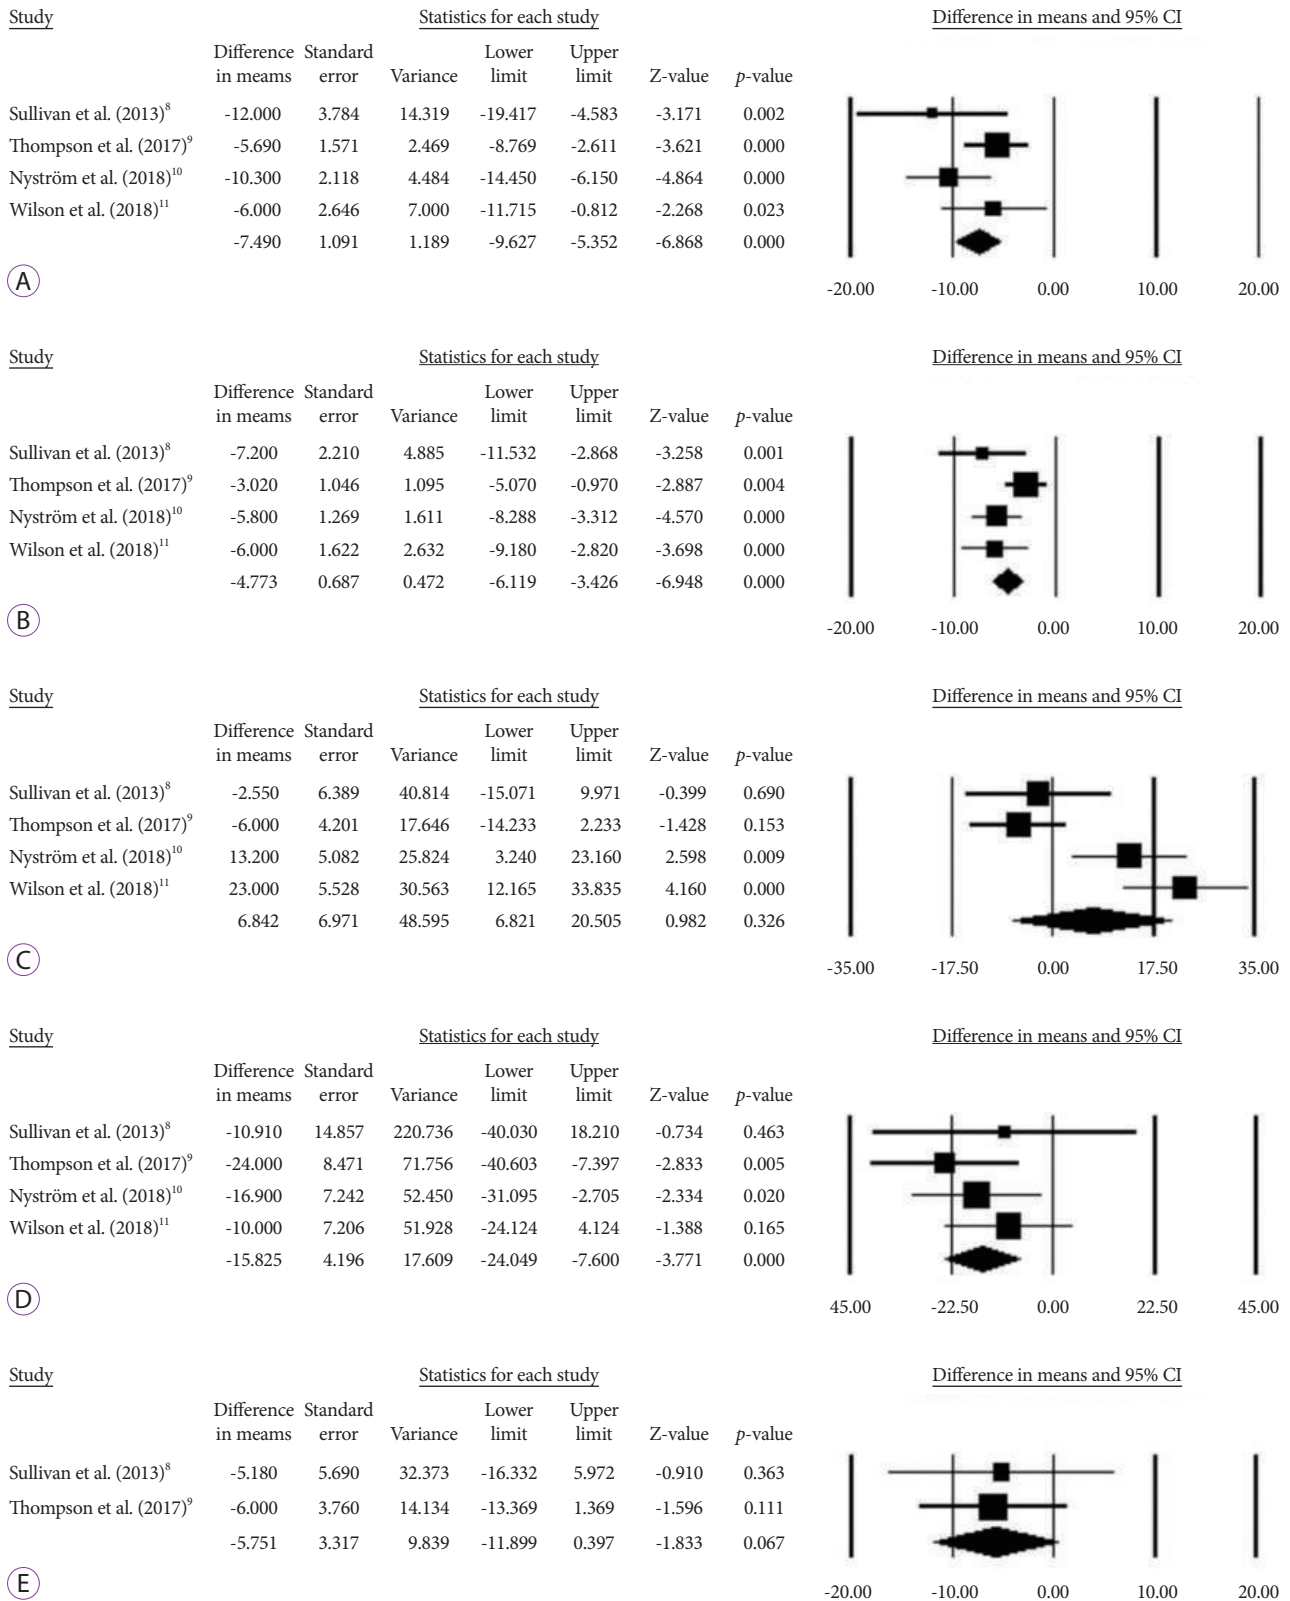 Study Statistics for each study Difference in means and 95% CI
Difference Standard Lower Upper
in meams error Variance limit limit Z-value p-value
Sullivan et al. (2013)8 -12.000 3.784 14.319 -19.417 -4.583 -3.171 0.002
Thompson et al. (2017)9 -5.690 1.571 2.469 -8.769 -2.611 -3.621 0.000
Nyström et al. (2018)10 -10.300 2.118 4.484 -14.450 -6.150 -4.864 0.000
Wilson et al. (2018)11 -6.000 2.646 7.000 -11.715 -0.812 -2.268 0.023
-7.490 1.091 1.189 -9.627 -5.352 -6.868 0.000
A -20.00 -10.00 0.00 10.00 20.00
Study Statistics for each study Difference in means and 95% CI
Difference Standard Lower Upper
in meams error Variance limit limit Z-value p-value
Sullivan et al. (2013)8 -7.200 2.210 4.885 -11.532 -2.868 -3.258 0.001
Thompson et al. (2017)9 -3.020 1.046 1.095 -5.070 -0.970 -2.887 0.004
Nyström et al. (2018)10 -5.800 1.269 1.611 -8.288 -3.312 -4.570 0.000
Wilson et al. (2018)11 -6.000 1.622 2.632 -9.180 -2.820 -3.698 0.000
-4.773 0.687 0.472 -6.119 -3.426 -6.948 0.000
B -20.00 -10.00 0.00 10.00 20.00
Study Statistics for each study Difference in means and 95% CI
Difference Standard Lower Upper
in meams error Variance limit limit Z-value p-value
Sullivan et al. (2013)8 -2.550 6.389 40.814 -15.071 9.971 -0.399 0.690
Thompson et al. (2017)9 -6.000 4.201 17.646 -14.233 2.233 -1.428 0.153
Nyström et al. (2018)10 13.200 5.082 25.824 3.240 23.160 2.598 0.009
Wilson et al. (2018)11 23.000 5.528 30.563 12.165 33.835 4.160 0.000
6.842 6.971 48.595 6.821 20.505 0.982 0.326
C -35.00 -17.50 0.00 17.50 35.00
Study Statistics for each study Difference in means and 95% CI
Difference Standard Lower Upper
in meams error Variance limit limit Z-value p-value
Sullivan et al. (2013)8 -10.910 14.857 220.736 -40.030 18.210 -0.734 0.463
Thompson et al. (2017)9 -24.000 8.471 71.756 -40.603 -7.397 -2.833 0.005
Nyström et al. (2018)10 -16.900 7.242 52.450 -31.095 -2.705 -2.334 0.020
Wilson et al. (2018)11 -10.000 7.206 51.928 -24.124 4.124 -1.388 0.165
-15.825 4.196 17.609 -24.049 -7.600 -3.771 0.000
D 45.00 -22.50 0.00 22.50 45.00
Study Statistics for each study Difference in means and 95% CI
Difference Standard Lower Upper
in meams error Variance limit limit Z-value p-value
Sullivan et al. (2013)8 -5.180 5.690 32.373 -16.332 5.972 -0.910 0.363
Thompson et al. (2017)9 -6.000 3.760 14.134 -13.369 1.369 -1.596 0.111
-5.751 3.317 9.839 -11.899 0.397 -1.833 0.067
E -20.00 -10.00 0.00 10.00 20.00